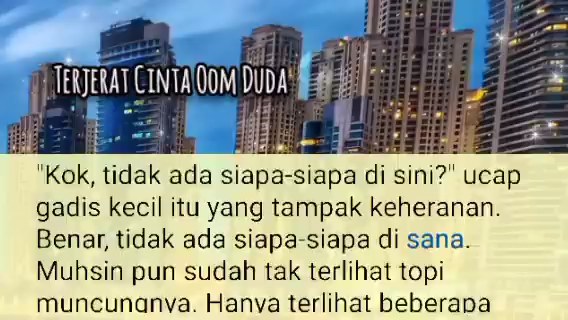 TERJERAT CINTA OOM DUDA
"Kok, tidak ada siapa-siapa di sini?" ucap
gadis kecil itu yang tampak keheranan.
Benar, tidak ada siapa-siapa di sana.
Muhsin pun sudah tak terlihat topi
muncungnya. Hanya terlihat beberapa